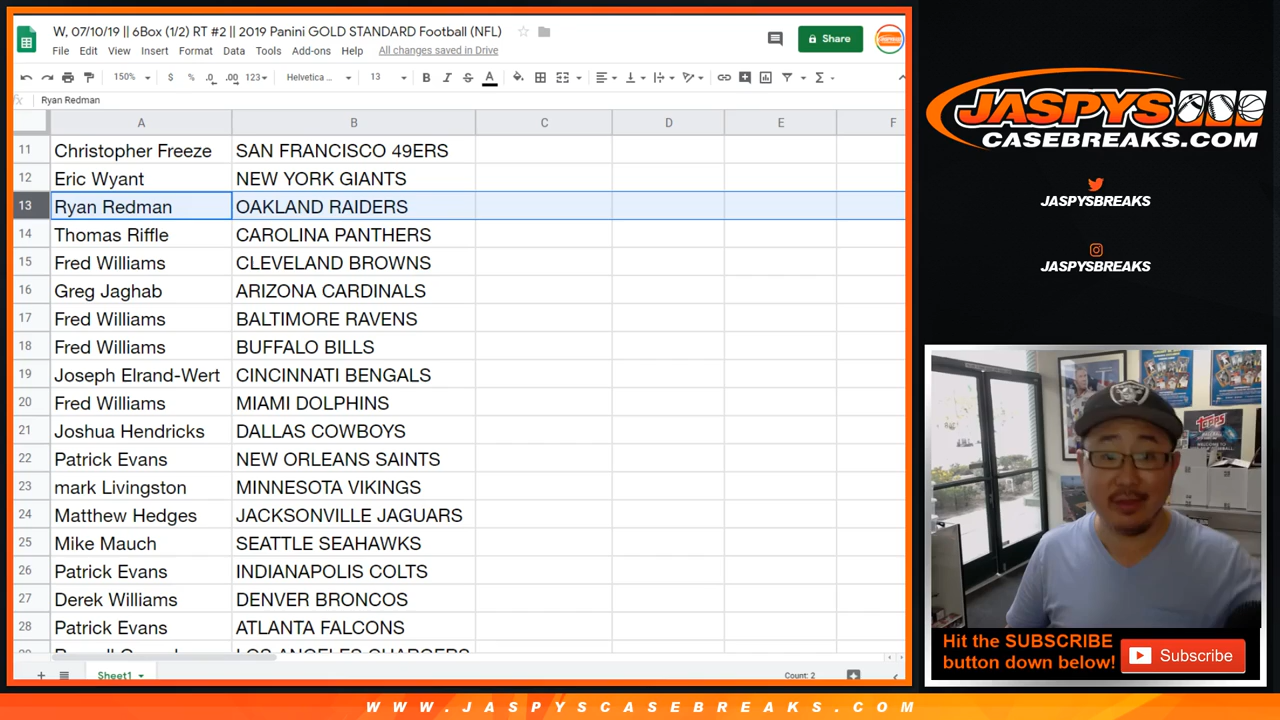 W, 07/10/19 || 6Box (1/2) RT #2 || 2019 Panini GOLD STANDARD Football (NFL)
File Edit View Insert Format Data Tools Add-ons Help All changes saved in Drive
Share
150% $ % .0 .00 123 Helvetica ... 13 B I S A
fx Ryan Redman
A B C D E F
11 Christopher Freeze SAN FRANCISCO 49ERS
12 Eric Wyant NEW YORK GIANTS
13 Ryan Redman OAKLAND RAIDERS
14 Thomas Riffle CAROLINA PANTHERS
15 Fred Williams CLEVELAND BROWNS
16 Greg Jaghab ARIZONA CARDINALS
17 Fred Williams BALTIMORE RAVENS
18 Fred Williams BUFFALO BILLS
19 Joseph Elrand-Wert CINCINNATI BENGALS
20 Fred Williams MIAMI DOLPHINS
21 Joshua Hendricks DALLAS COWBOYS
22 Patrick Evans NEW ORLEANS SAINTS
23 mark Livingston MINNESOTA VIKINGS
24 Matthew Hedges JACKSONVILLE JAGUARS
25 Mike Mauch SEATTLE SEAHAWKS
26 Patrick Evans INDIANAPOLIS COLTS
27 Derek Williams DENVER BRONCOS
28 Patrick Evans ATLANTA FALCONS
LOS ANGELES CHARGERS
Sheet1
Count: 2
JASPYS
CASEBREAKS.COM
JASPYSBREAKS
JASPYSBREAKS
TOPPS
WELCOME TO
Hit the SUBSCRIBE
button down below!
Subscribe
WWW.JASPYSCASEBREAKS.COM